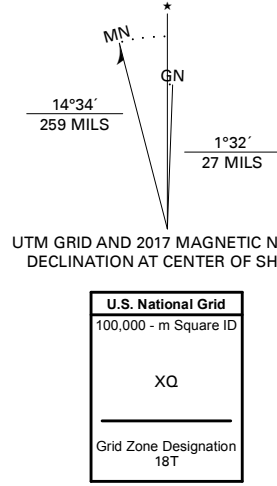 ★
MN
GN
14°34´
259 MILS
1°32´
27 MILS
UTM GRID AND 2017 MAGNETIC N
DECLINATION AT CENTER OF SH
U.S. National Grid
100,000 - m Square ID
XQ
Grid Zone Designation
18T